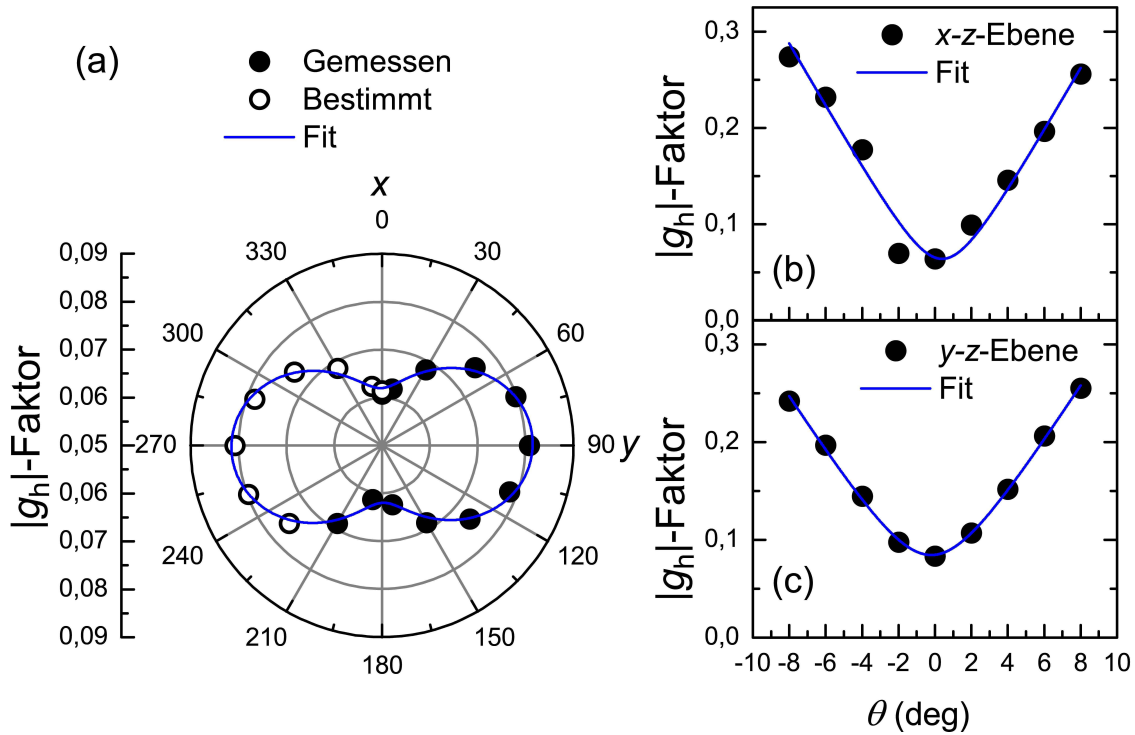 (a)
Gemessen
Bestimmt
Fit
x
0
330
30
300
60
270
90 y
240
120
210
150
180
0,09
0,08
0,07
0,06
0,05
0,06
0,07
0,08
0,09
|gh|-Faktor
0,3
0,2
0,1
0,0
|gh|-Faktor
x-z-Ebene
Fit
(b)
0,3
0,2
0,1
0,0
|gh|-Faktor
y-z-Ebene
Fit
(c)
-10 -8 -6 -4 -2 0 2 4 6 8 10
θ (deg)